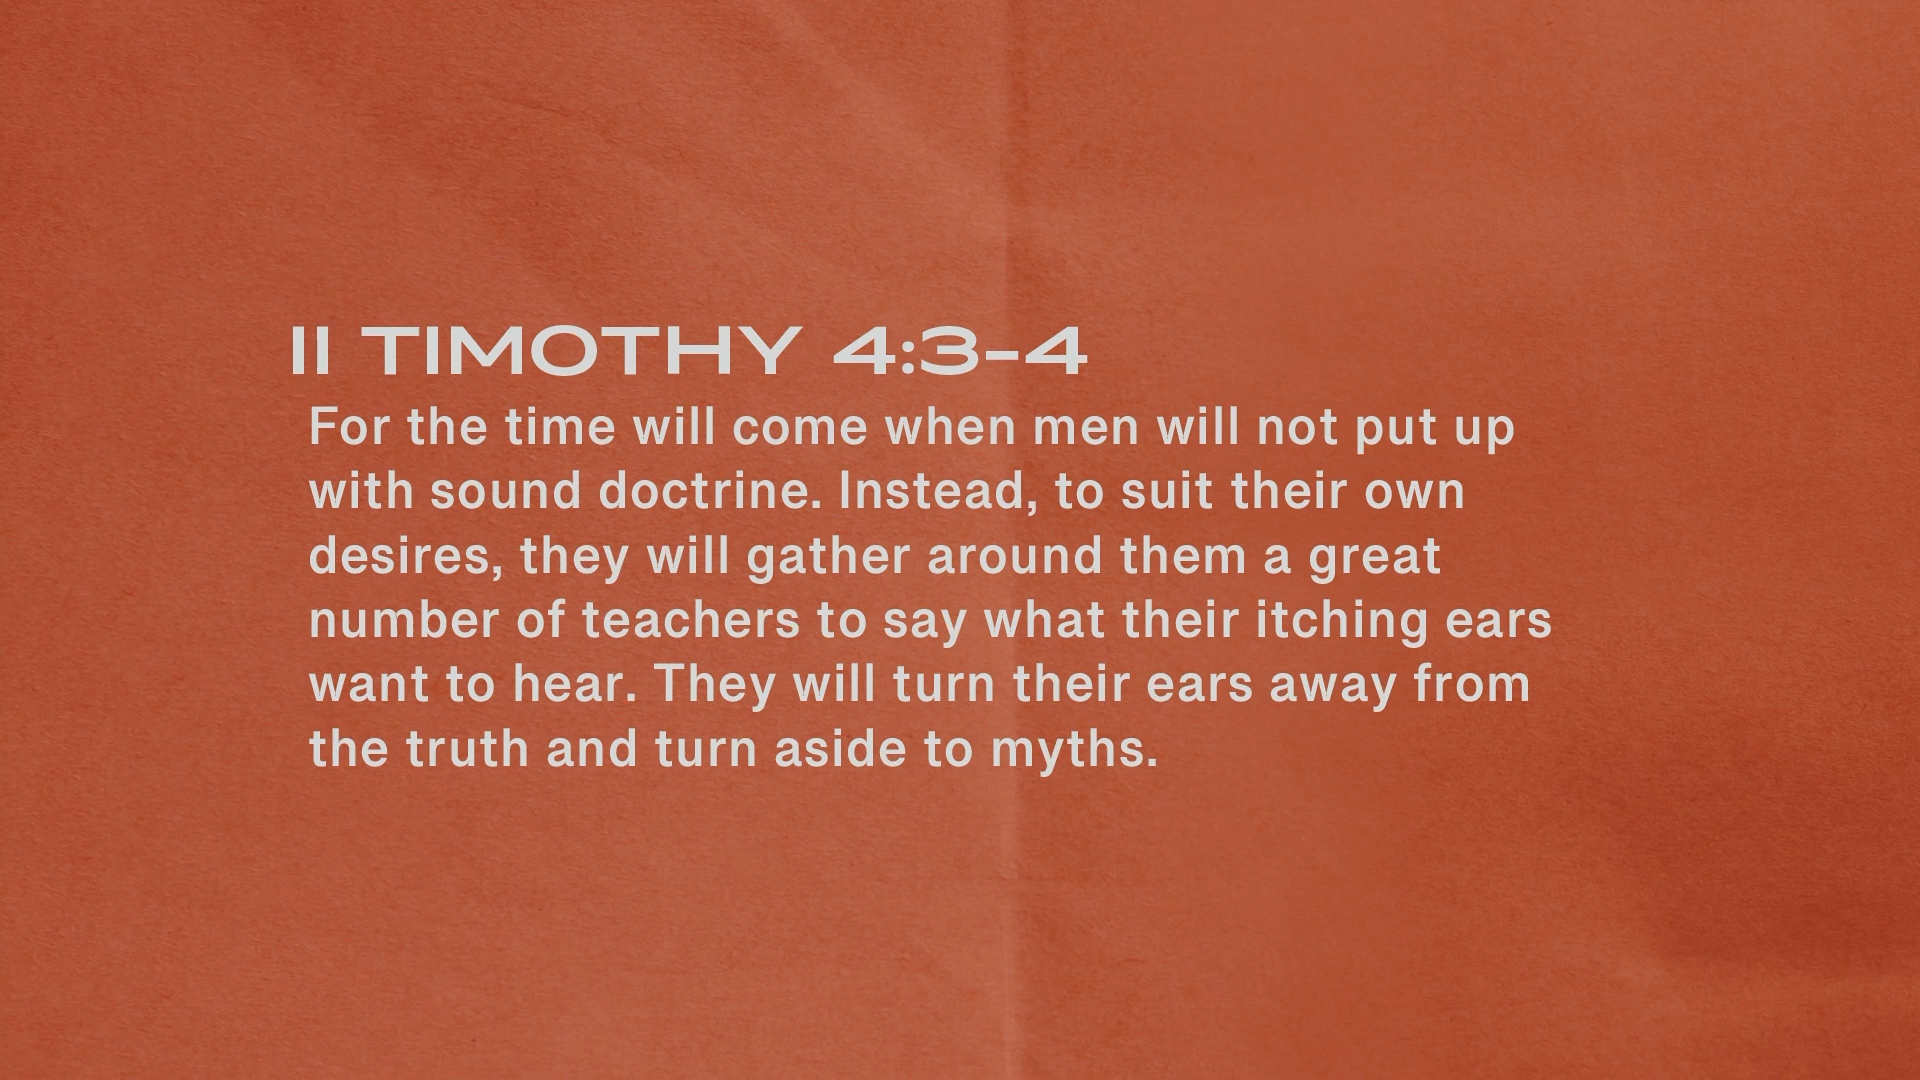 II TIMOTHY 4:3-4
For the time will come when men will not put up
with sound doctrine. Instead, to suit their own
desires, they will gather around them a great
number of teachers to say what their itching ears
want to hear. They will turn their ears away from
the truth and turn aside to myths.